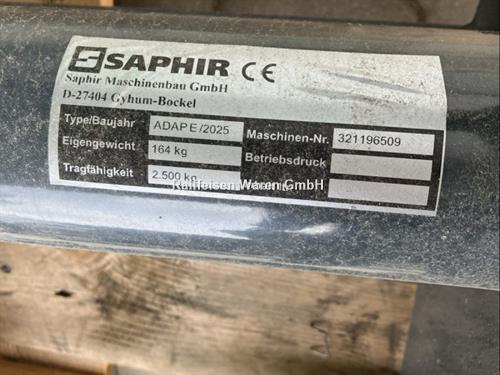 SAPHIR CE
Saphir Maschinenbau GmbH
D-27404 Gyhum-Bockel
Type/Baujahr ADAP E/2025 Maschinen-Nr. 321196509
Eigengewicht 164 kg Betriebsdruck
Tragfähigkeit 2.500 kg
Raiffeisen Waren GmbH